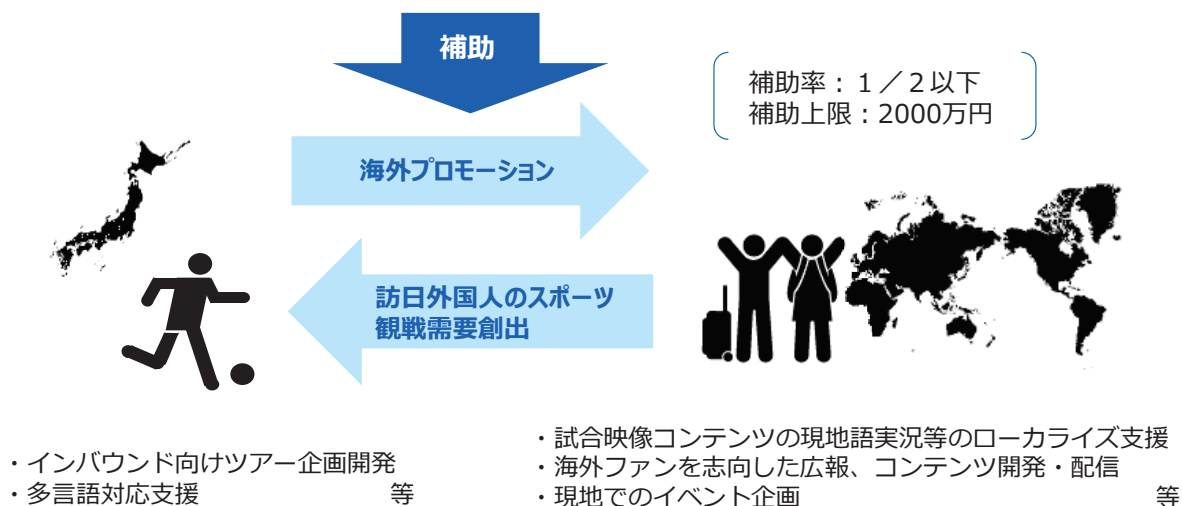 補助
補助率：１／２以下
補助上限：2000万円
海外プロモーション
訪日外国人のスポーツ
観戦需要創出
・インバウンド向けツアー企画開発
・多言語対応支援 等
・試合映像コンテンツの現地語実況等のローカライズ支援
・海外ファンを志向した広報、コンテンツ開発・配信
・現地でのイベント企画 等